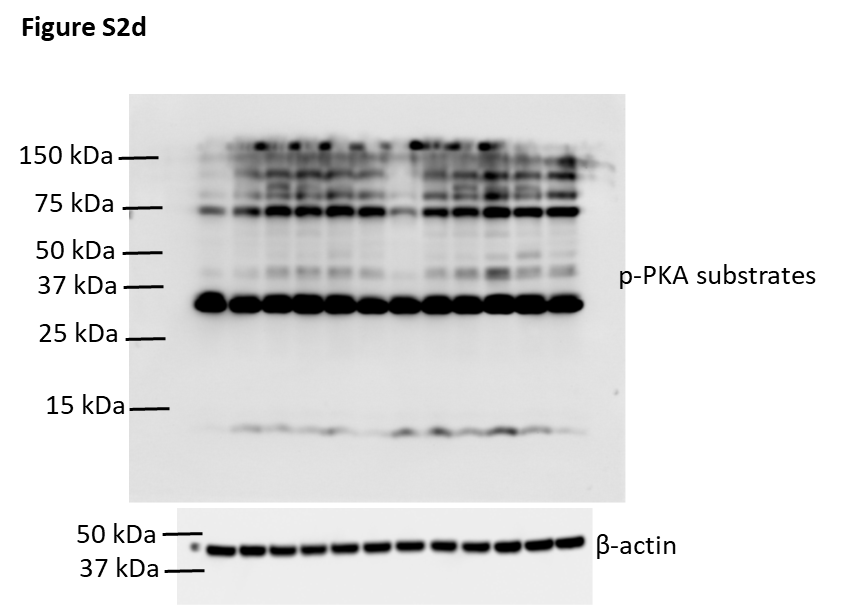 Figure S2d
150 kDa
75 kDa
50 kDa
37 kDa
25 kDa
15 kDa
p-PKA substrates
50 kDa
37 kDa
β-actin